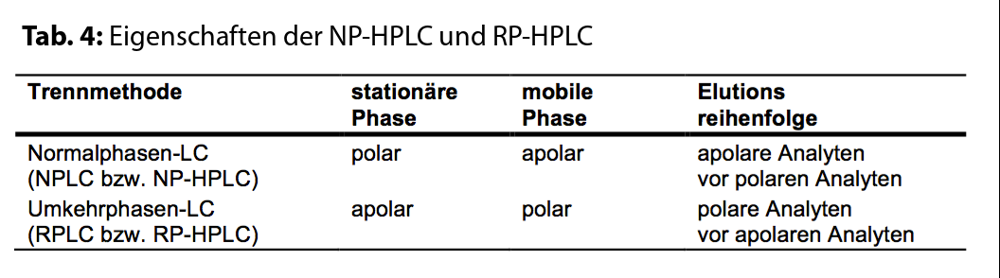 Tab. 4: Eigenschaften der NP-HPLC und RP-HPLC
Trennmethode stationäre Phase mobile Phase Elutions reihenfolge
Normalphasen-LC (NPLC bzw. NP-HPLC) polar apolar apolare Analyten vor polaren Analyten
Umkehrphasen-LC (RPLC bzw. RP-HPLC) apolar polar polare Analyten vor apolaren Analyten